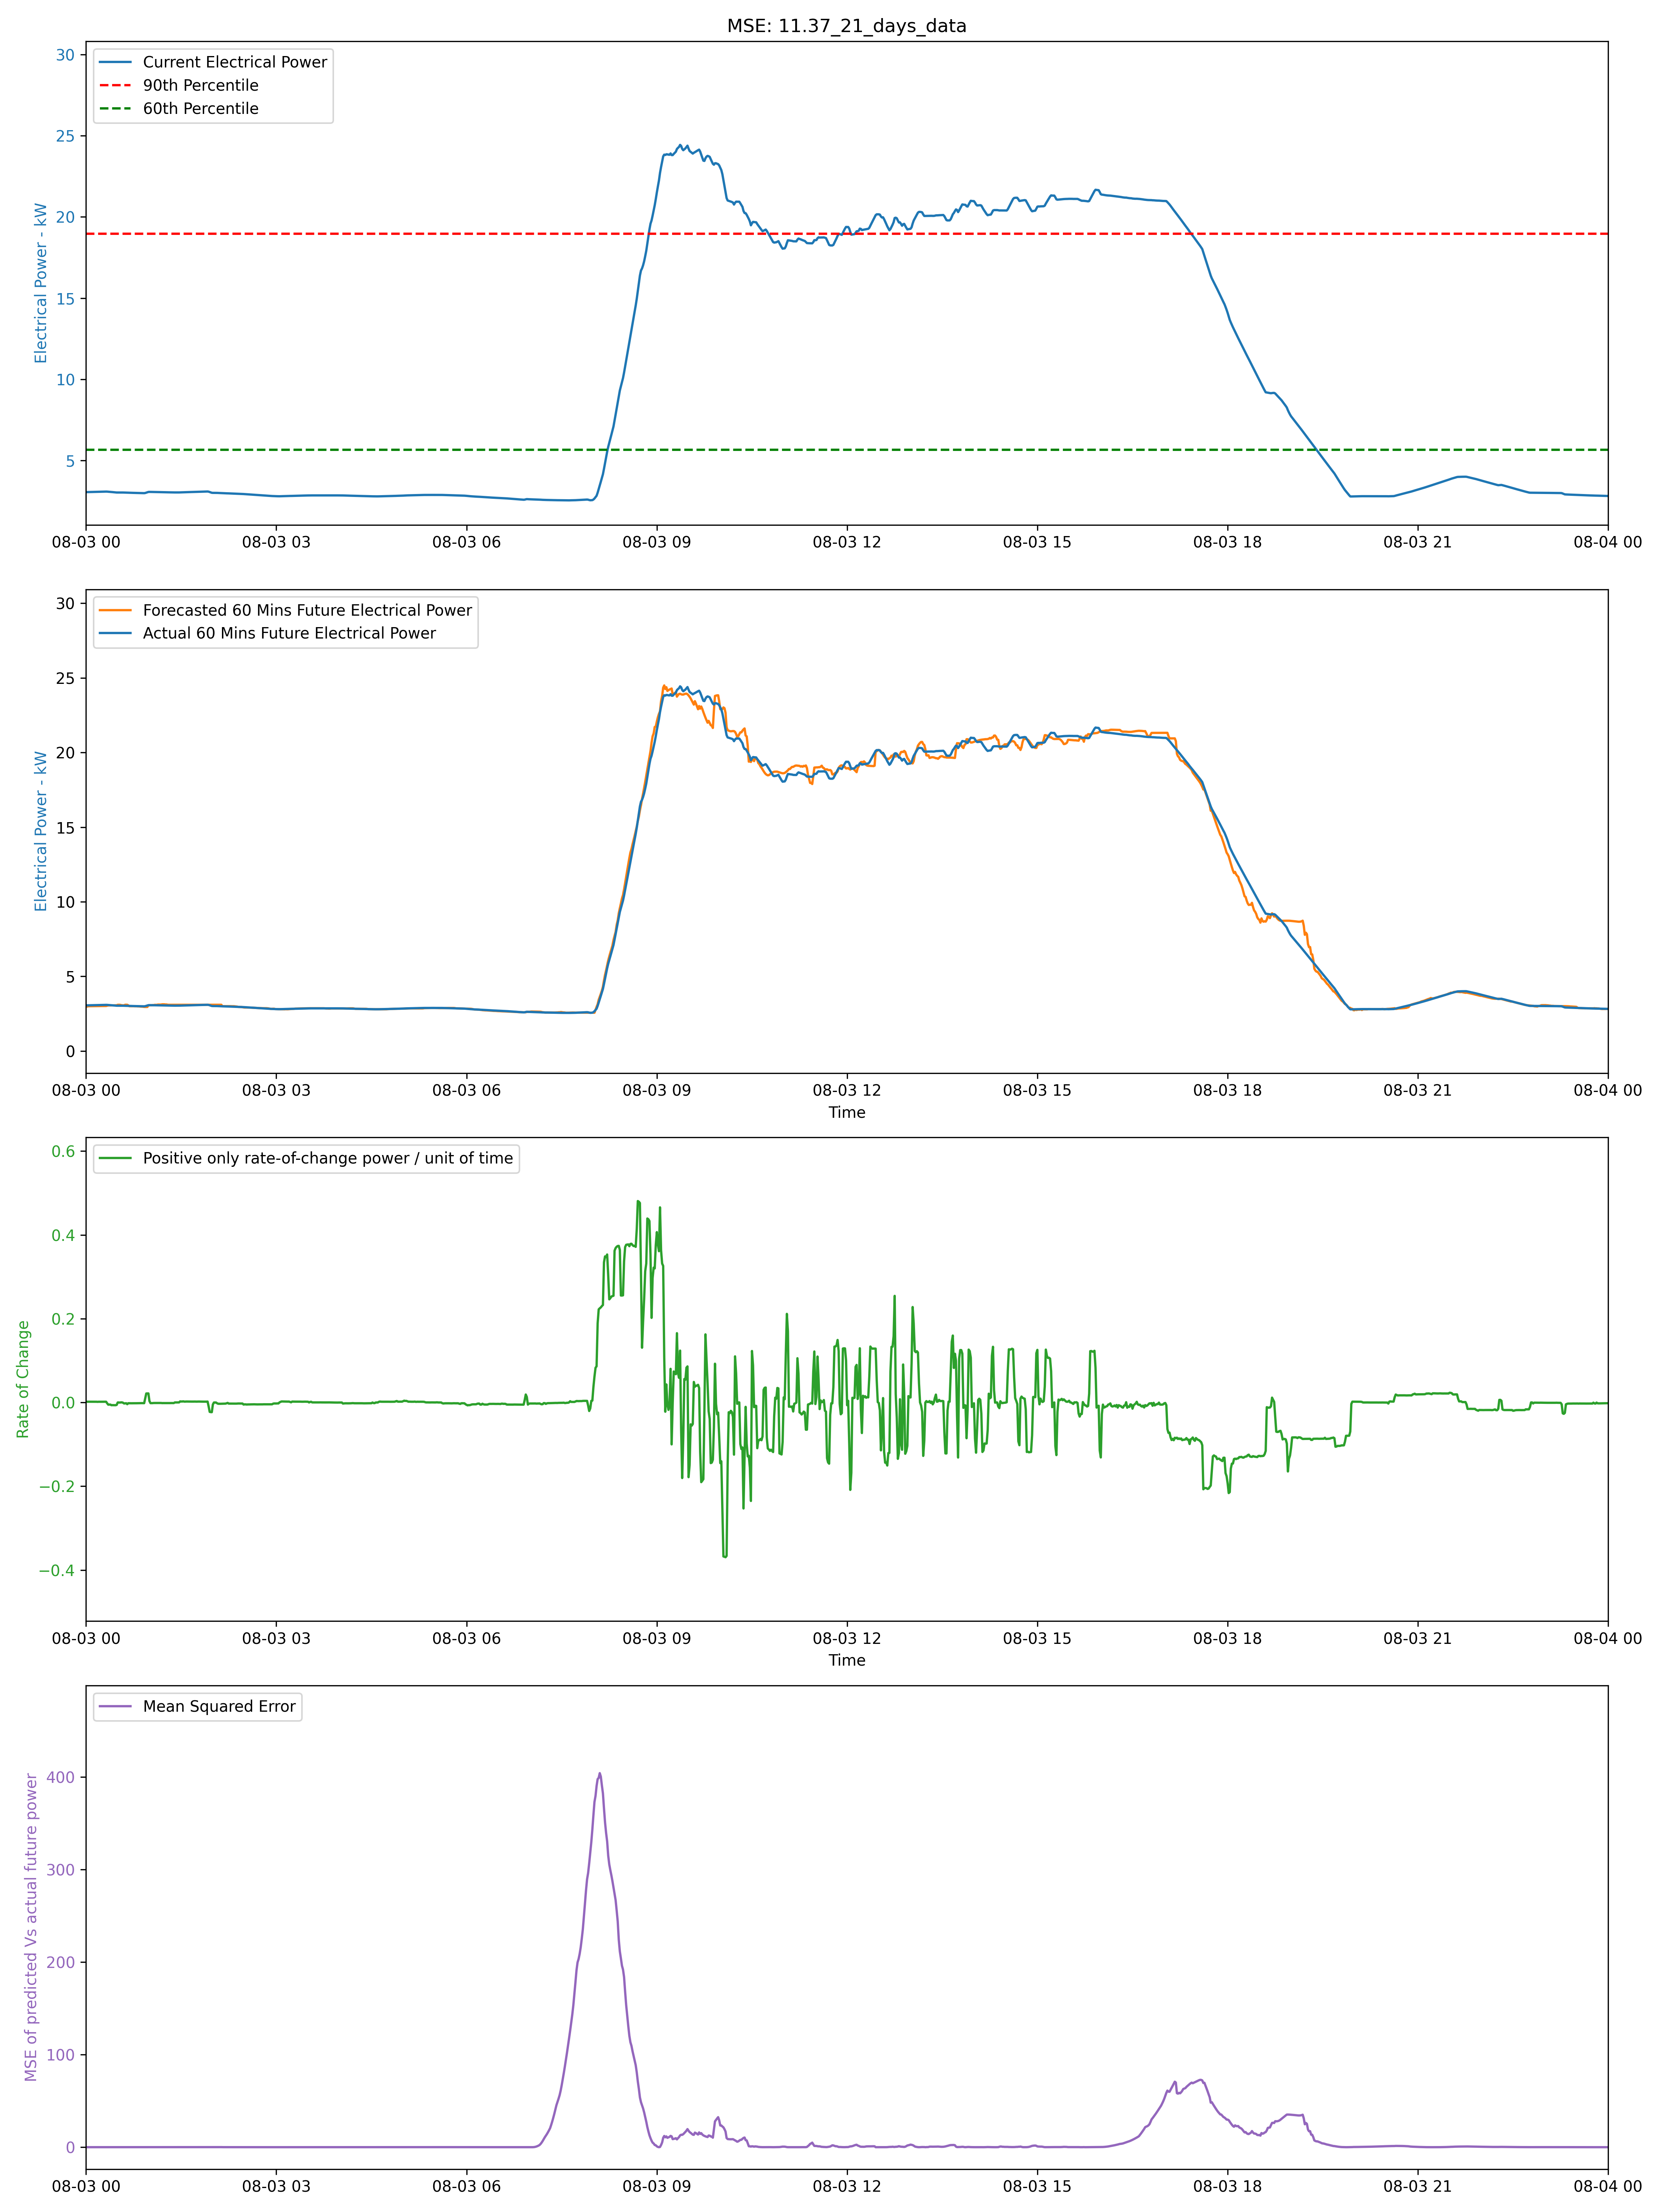 MSE: 11.37_21_days_data
Current Electrical Power
90th Percentile
60th Percentile
Electrical Power - kW
30
25
20
15
10
5
08-03 00 08-03 03 08-03 06 08-03 09 08-03 12 08-03 15 08-03 18 08-03 21 08-04 00
Forecasted 60 Mins Future Electrical Power
Actual 60 Mins Future Electrical Power
Electrical Power - kW
30
25
20
15
10
5
0
08-03 00 08-03 03 08-03 06 08-03 09 08-03 12 08-03 15 08-03 18 08-03 21 08-04 00
Time
Positive only rate-of-change power / unit of time
Rate of Change
0.6
0.4
0.2
0.0
−0.2
−0.4
08-03 00 08-03 03 08-03 06 08-03 09 08-03 12 08-03 15 08-03 18 08-03 21 08-04 00
Time
Mean Squared Error
MSE of predicted Vs actual future power
400
300
200
100
0
08-03 00 08-03 03 08-03 06 08-03 09 08-03 12 08-03 15 08-03 18 08-03 21 08-04 00